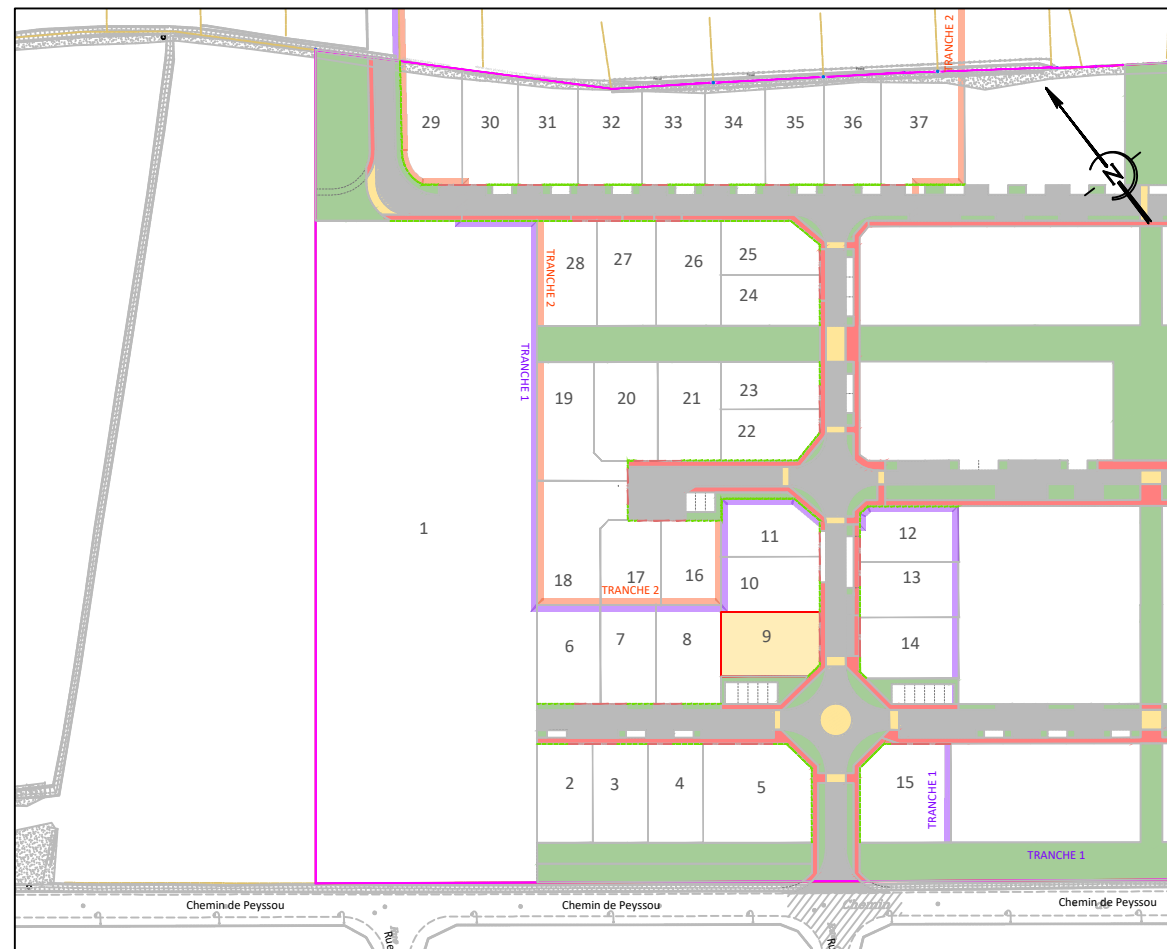 TRANCHE 2
29 30 31 32 33 34 35 36 37
N
28 27 26 25
24
TRANCHE 2
TRANCHE 1
19 20 21 23
22
1
11 12
18 17 16 10 13
TRANCHE 2
6 7 8 9 14
2 3 4 5 15
TRANCHE 1
TRANCHE 1
Chemin de Peyssou
Chemin de Peyssou
Chemin
Chemin de Peyssou
Rue